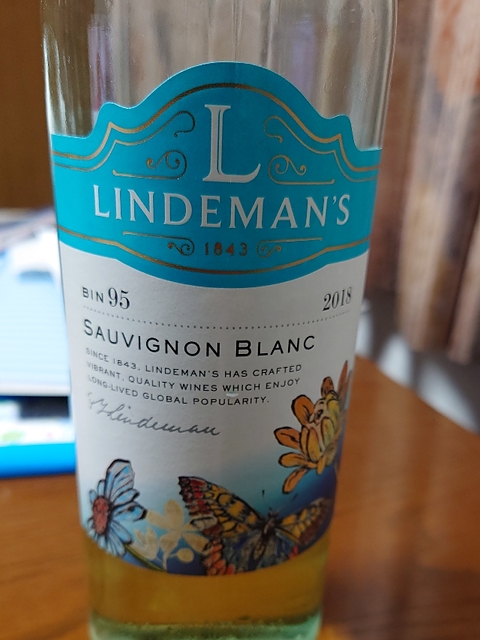 L
LINDEMAN'S
1843
BIN 95 2018
SAUVIGNON BLANC
SINCE 1843, LINDEMAN'S HAS CRAFTED
VIBRANT, QUALITY WINES WHICH ENJOY
LONG-LIVED GLOBAL POPULARITY.
Lindeman